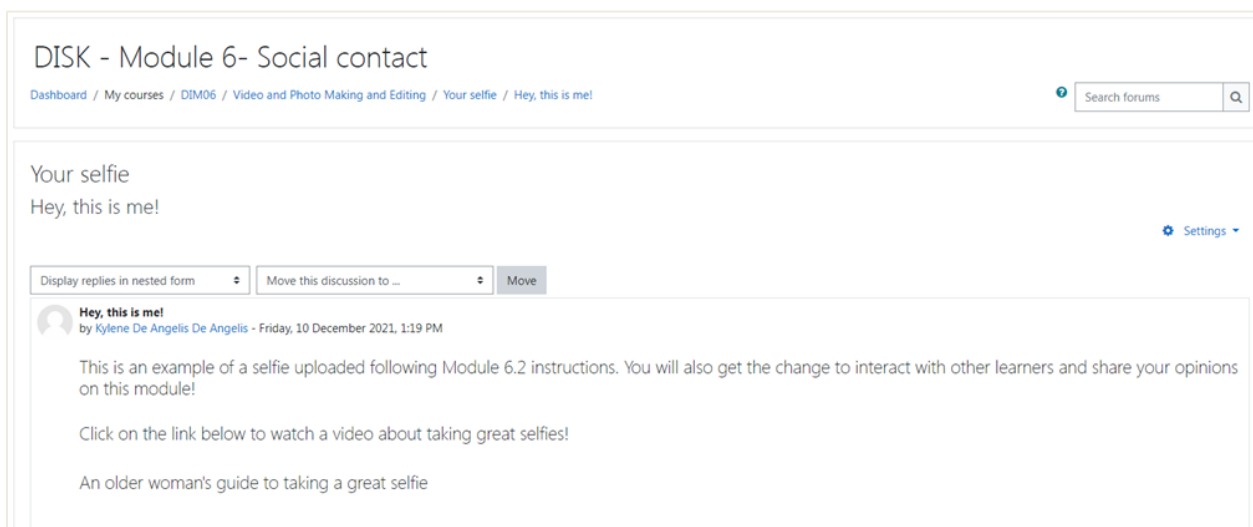 DISK - Module 6- Social contact
Dashboard / My courses / DIM06 / Video and Photo Making and Editing / Your selfie / Hey, this is me!
Search forums
Your selfie
Hey, this is me!
Settings
Display replies in nested form
Move this discussion to ...
Move
Hey, this is me!
by Kylene De Angelis De Angelis - Friday, 10 December 2021, 1:19 PM
This is an example of a selfie uploaded following Module 6.2 instructions. You will also get the change to interact with other learners and share your opinions
on this module!
Click on the link below to watch a video about taking great selfies!
An older woman's guide to taking a great selfie